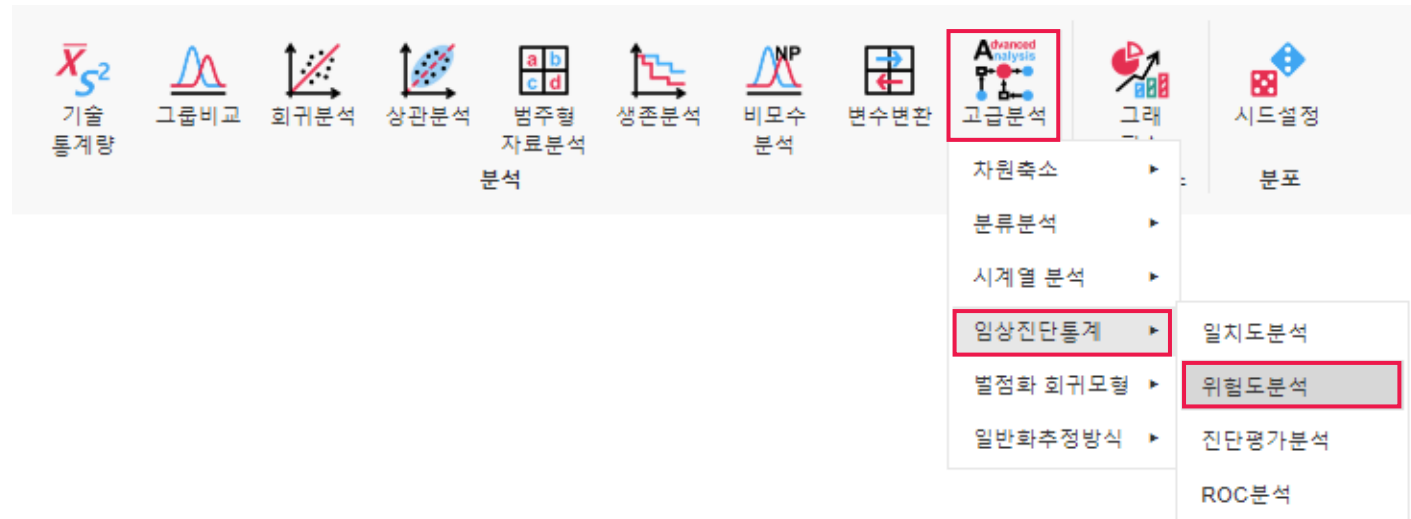 X S2
NP
Advanced
Analysis
a b
c d
기술
통계량
그룹비교
회귀분석
상관분석
범주형
자료분석
생존분석
비모수
분석
변수변환
고급분석
그래
시드설정
분석
분포
차원축소
분류분석
시계열 분석
임상진단통계
벌점화 회귀모형
일반화추정방식
일치도분석
위험도분석
진단평가분석
ROC분석